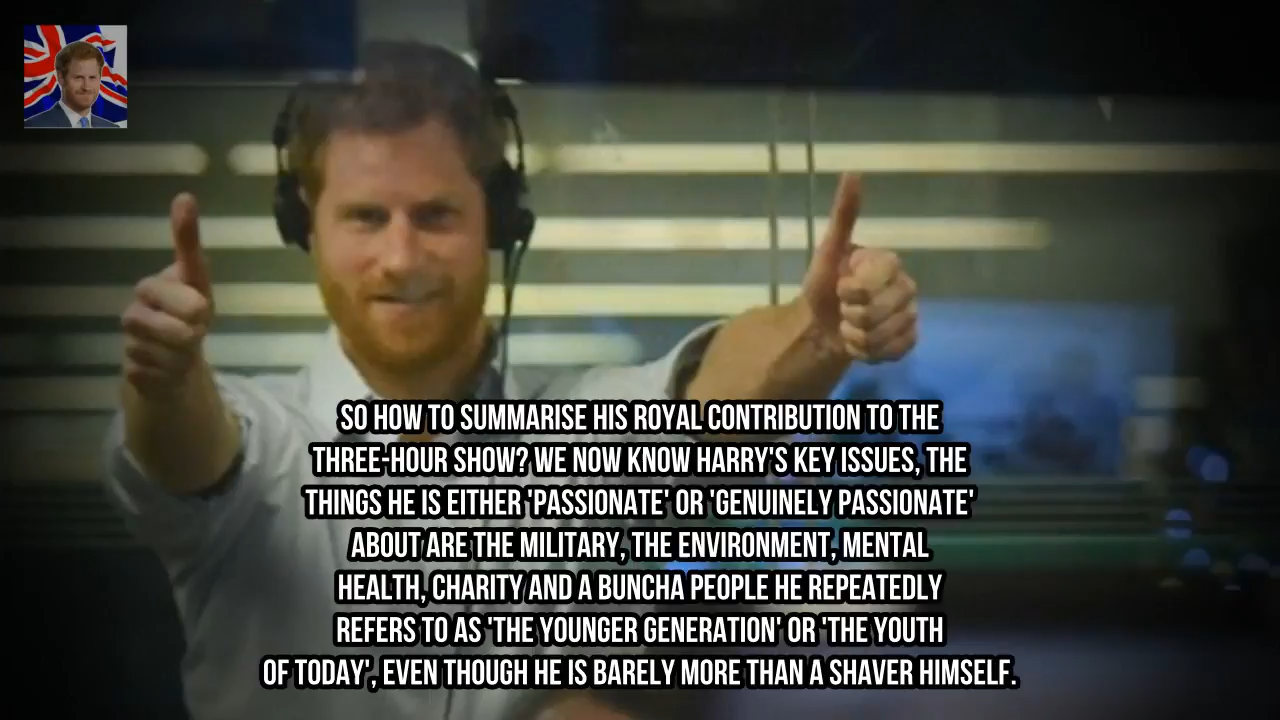 SO HOW TO SUMMARISE HIS ROYAL CONTRIBUTION TO THE
THREE-HOUR SHOW? WE NOW KNOW HARRY'S KEY ISSUES, THE
THINGS HE IS EITHER 'PASSIONATE' OR 'GENUINELY PASSIONATE'
ABOUT ARE THE MILITARY, THE ENVIRONMENT, MENTAL
HEALTH, CHARITY AND A BUNCHA PEOPLE HE REPEATEDLY
REFERS TO AS 'THE YOUNGER GENERATION' OR 'THE YOUTH
OF TODAY', EVEN THOUGH HE IS BARELY MORE THAN A SHAVER HIMSELF.